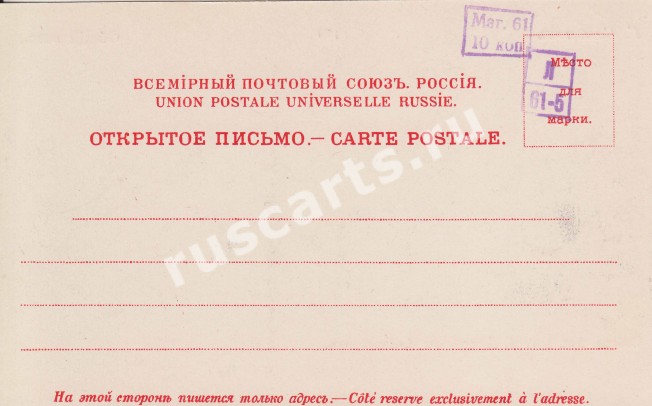 Маг. 61
10 коп
Л
61-5
Мѣсто
для
марки.
ВСЕМІРНЫЙ ПОЧТОВЫЙ СОЮЗЪ. РОССІЯ.
UNION POSTALE UNIVERSELLE RUSSIE.
ОТКРЫТОЕ ПИСЬМО.— CARTE POSTALE.
ruscarts.ru
На этой сторонѣ пишется только адресъ.—Côté reserve exclusivement à l'adresse.